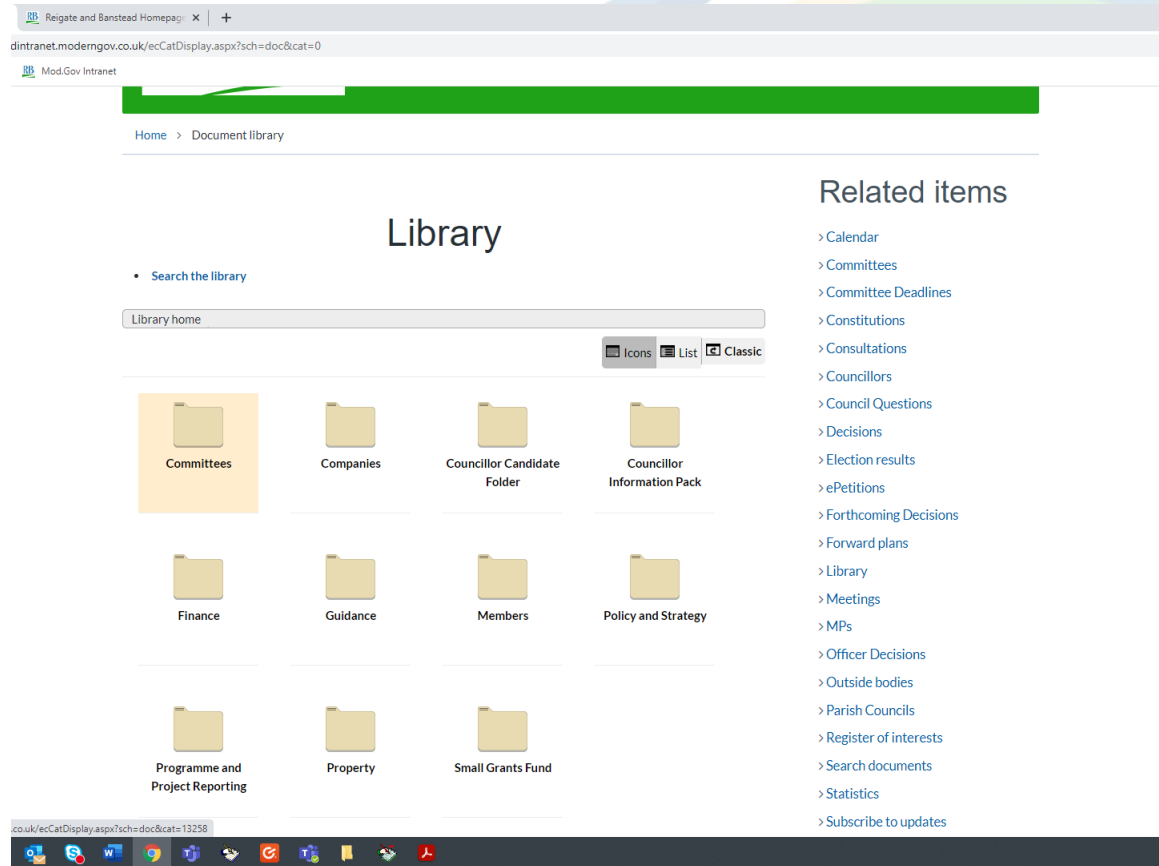 RB Reigate and Banstead Homepage
dintranet.moderngov.co.uk/ecCatDisplay.aspx?sch=doc&cat=0
RB Mod.Gov Intranet
Home > Document library
Library
• Search the library
Library home
Icons List Classic
Committees
Companies
Councillor Candidate
Folder
Councillor
Information Pack
Finance
Guidance
Members
Policy and Strategy
Programme and
Project Reporting
Property
Small Grants Fund
Related items
> Calendar
> Committees
> Committee Deadlines
> Constitutions
> Consultations
> Councillors
> Council Questions
> Decisions
> Election results
> ePetitions
> Forthcoming Decisions
> Forward plans
> Library
> Meetings
> MPs
> Officer Decisions
> Outside bodies
> Parish Councils
> Register of interests
> Search documents
> Statistics
> Subscribe to updates
.co.uk/ecCatDisplay.aspx?sch=doc&cat=13258